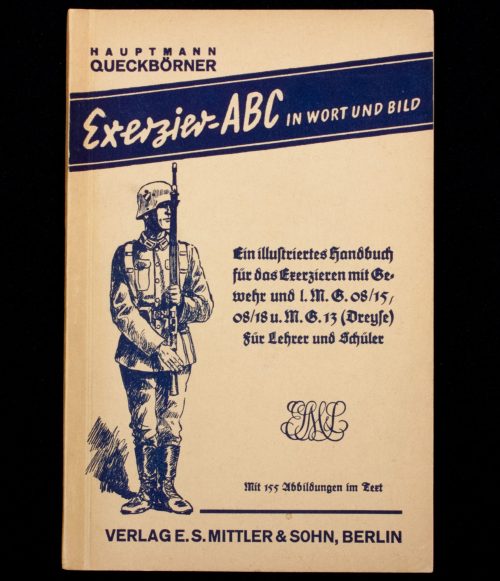 HAUPTMANN
QUECKBÖRNER
Exerzier-ABC IN WORT UND BILD
Ein illustriertes Handbuch
für das Exerzieren mit Ge-
wehr und l. M. G. 08/15,
08/18 u. M. G. 13 (Dreyse)
Für Lehrer und Schüler
Mit 155 Abbildungen im Text
VERLAG E. S. MITTLER & SOHN, BERLIN